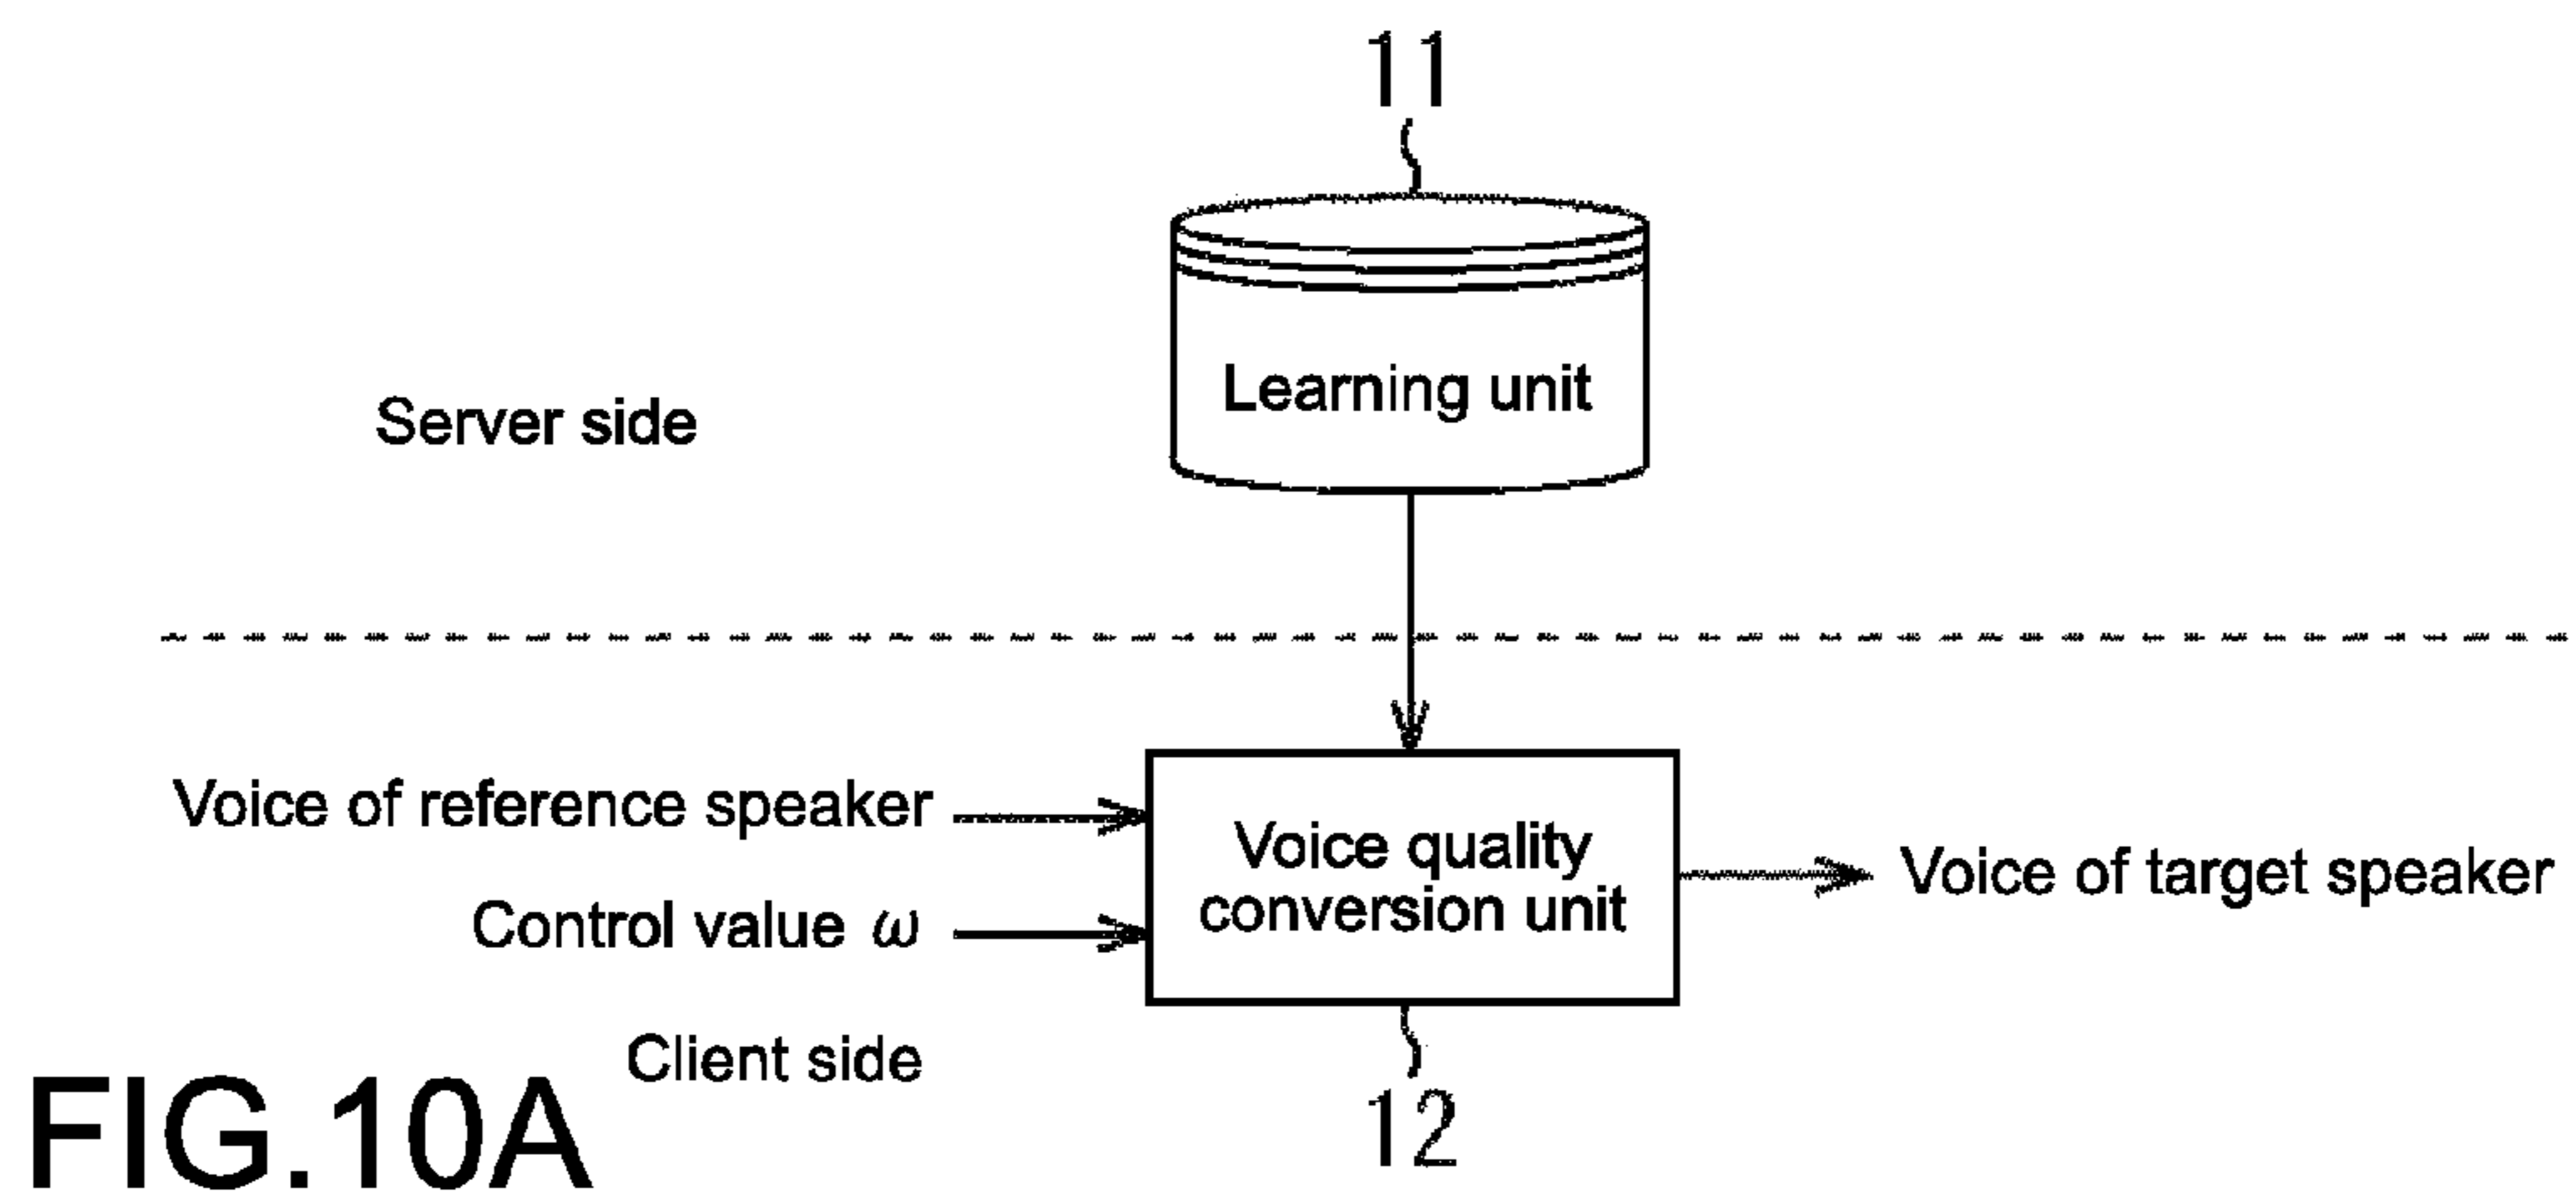 11
Learning unit
Server side
Voice of reference speaker
Control value ω
Voice quality
conversion unit
Voice of target speaker
Client side
12
FIG.10A